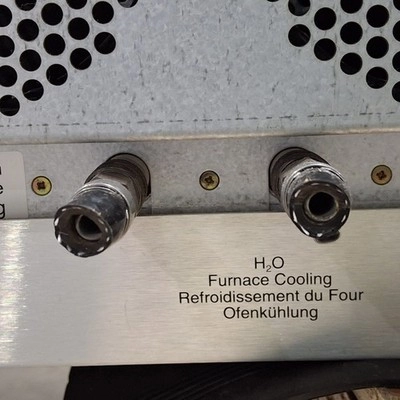 H₂O
Furnace Cooling
Refroidissement du Four
Ofenkühlung